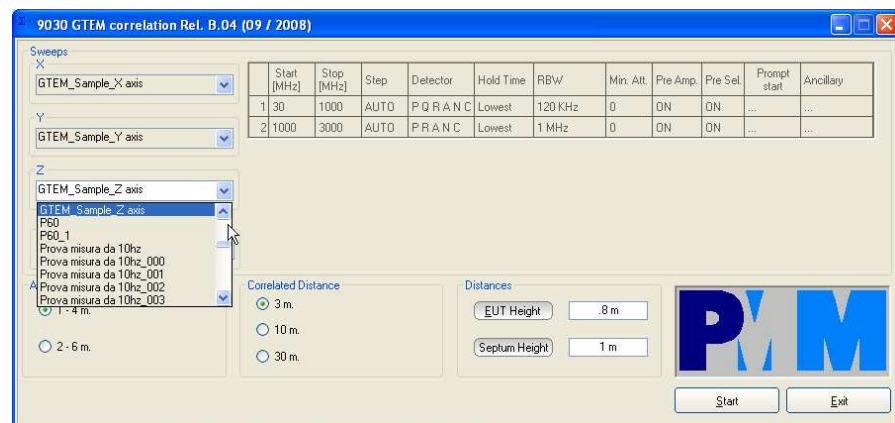 9030 GTEM correlation Rel. B.04 (09 / 2008)
Sweeps
X
GTEM_Sample_X axis
Y
GTEM_Sample_Y axis
Z
GTEM_Sample_Z axis
GTEM_Sample_Z axis
P60
P60_1
Prova misura da 10hz
Prova misura da 10hz_000
Prova misura da 10hz_001
Prova misura da 10hz_002
Prova misura da 10hz_003
Start [MHz] Stop [MHz] Step Detector Hold Time RBW Min. Att. Pre Amp. Pre Sel. Prompt start Ancillary
1 30 1000 AUTO P Q R A N C Lowest 120 KHz 0 ON ON ... ...
2 1000 3000 AUTO P R A N C Lowest 1 MHz 0 ON ON ... ...
A
1 - 4 m.
2 - 6 m.
Correlated Distance
3 m.
10 m.
30 m.
Distances
EUT Height .8 m
Septum Height 1 m
PMM
Start Exit